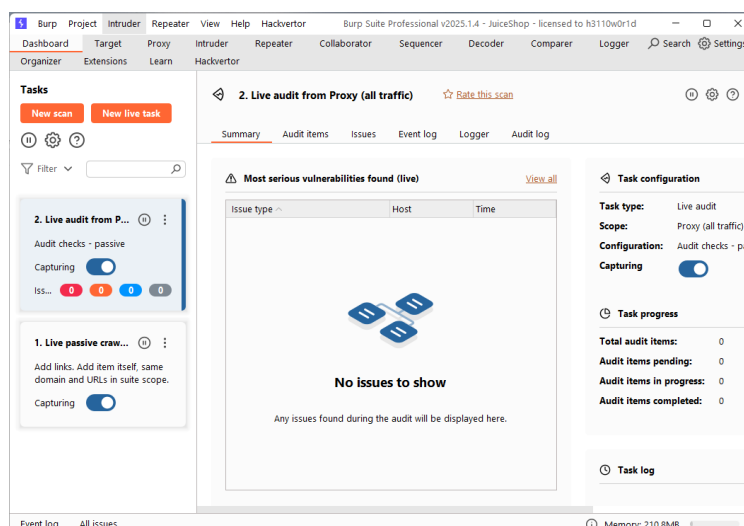 Burp Project Intruder Repeater View Help Hackvertor Burp Suite Professional v2025.1.4 - JuiceShop - licensed to h3110w0r1d
Dashboard Target Proxy Intruder Repeater Collaborator Sequencer Decoder Comparer Logger Search Settings
Organizer Extensions Learn Hackvertor
Tasks
New scan New live task
Filter
2. Live audit from P...
Audit checks - passive
Capturing
Iss... 0 0 0 0
1. Live passive craw...
Add links. Add item itself, same
domain and URLs in suite scope.
Capturing
2. Live audit from Proxy (all traffic) Rate this scan
Summary Audit items Issues Event log Logger Audit log
Most serious vulnerabilities found (live) View all
Issue type Host Time
No issues to show
Any issues found during the audit will be displayed here.
Task configuration
Task type: Live audit
Scope: Proxy (all traffic)
Configuration: Audit checks - pa
Capturing
Task progress
Total audit items: 0
Audit items pending: 0
Audit items in progress: 0
Audit items completed: 0
Task log
Event log All issues Memory: 210.8MB